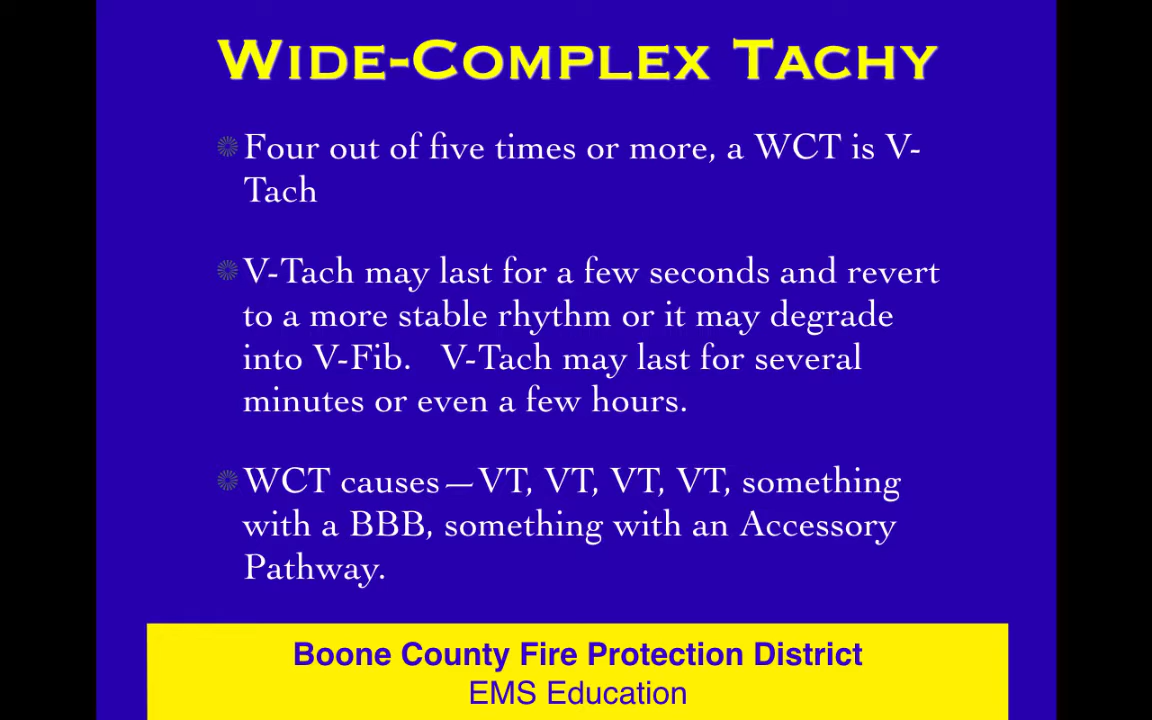 Wide-Complex Tachy
Four out of five times or more, a WCT is V-
Tach
V-Tach may last for a few seconds and revert
to a more stable rhythm or it may degrade
into V-Fib. V-Tach may last for several
minutes or even a few hours.
WCT causes—VT, VT, VT, VT, something
with a BBB, something with an Accessory
Pathway.
Boone County Fire Protection District
EMS Education